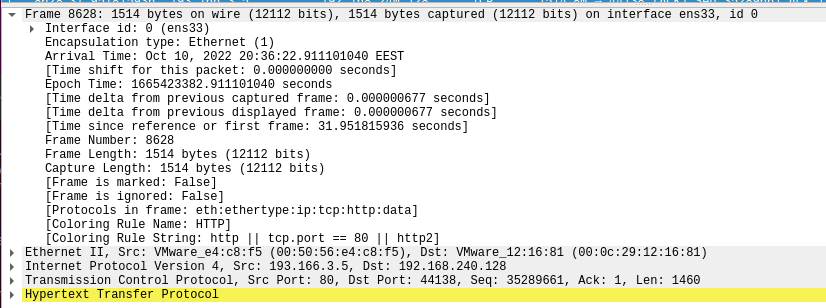 Frame 8628: 1514 bytes on wire (12112 bits), 1514 bytes captured (12112 bits) on interface ens33, id 0
Interface id: 0 (ens33)
Encapsulation type: Ethernet (1)
Arrival Time: Oct 10, 2022 20:36:22.911101040 EEST
[Time shift for this packet: 0.000000000 seconds]
Epoch Time: 1665423382.911101040 seconds
[Time delta from previous captured frame: 0.000000677 seconds]
[Time delta from previous displayed frame: 0.000000677 seconds]
[Time since reference or first frame: 31.951815936 seconds]
Frame Number: 8628
Frame Length: 1514 bytes (12112 bits)
Capture Length: 1514 bytes (12112 bits)
[Frame is marked: False]
[Frame is ignored: False]
[Protocols in frame: eth:ethertype:ip:tcp:http:data]
[Coloring Rule Name: HTTP]
[Coloring Rule String: http || tcp.port == 80 || http2]
Ethernet II, Src: VMware_e4:c8:f5 (00:50:56:e4:c8:f5), Dst: VMware_12:16:81 (00:0c:29:12:16:81)
Internet Protocol Version 4, Src: 193.166.3.5, Dst: 192.168.240.128
Transmission Control Protocol, Src Port: 80, Dst Port: 44138, Seq: 35289661, Ack: 1, Len: 1460
Hypertext Transfer Protocol